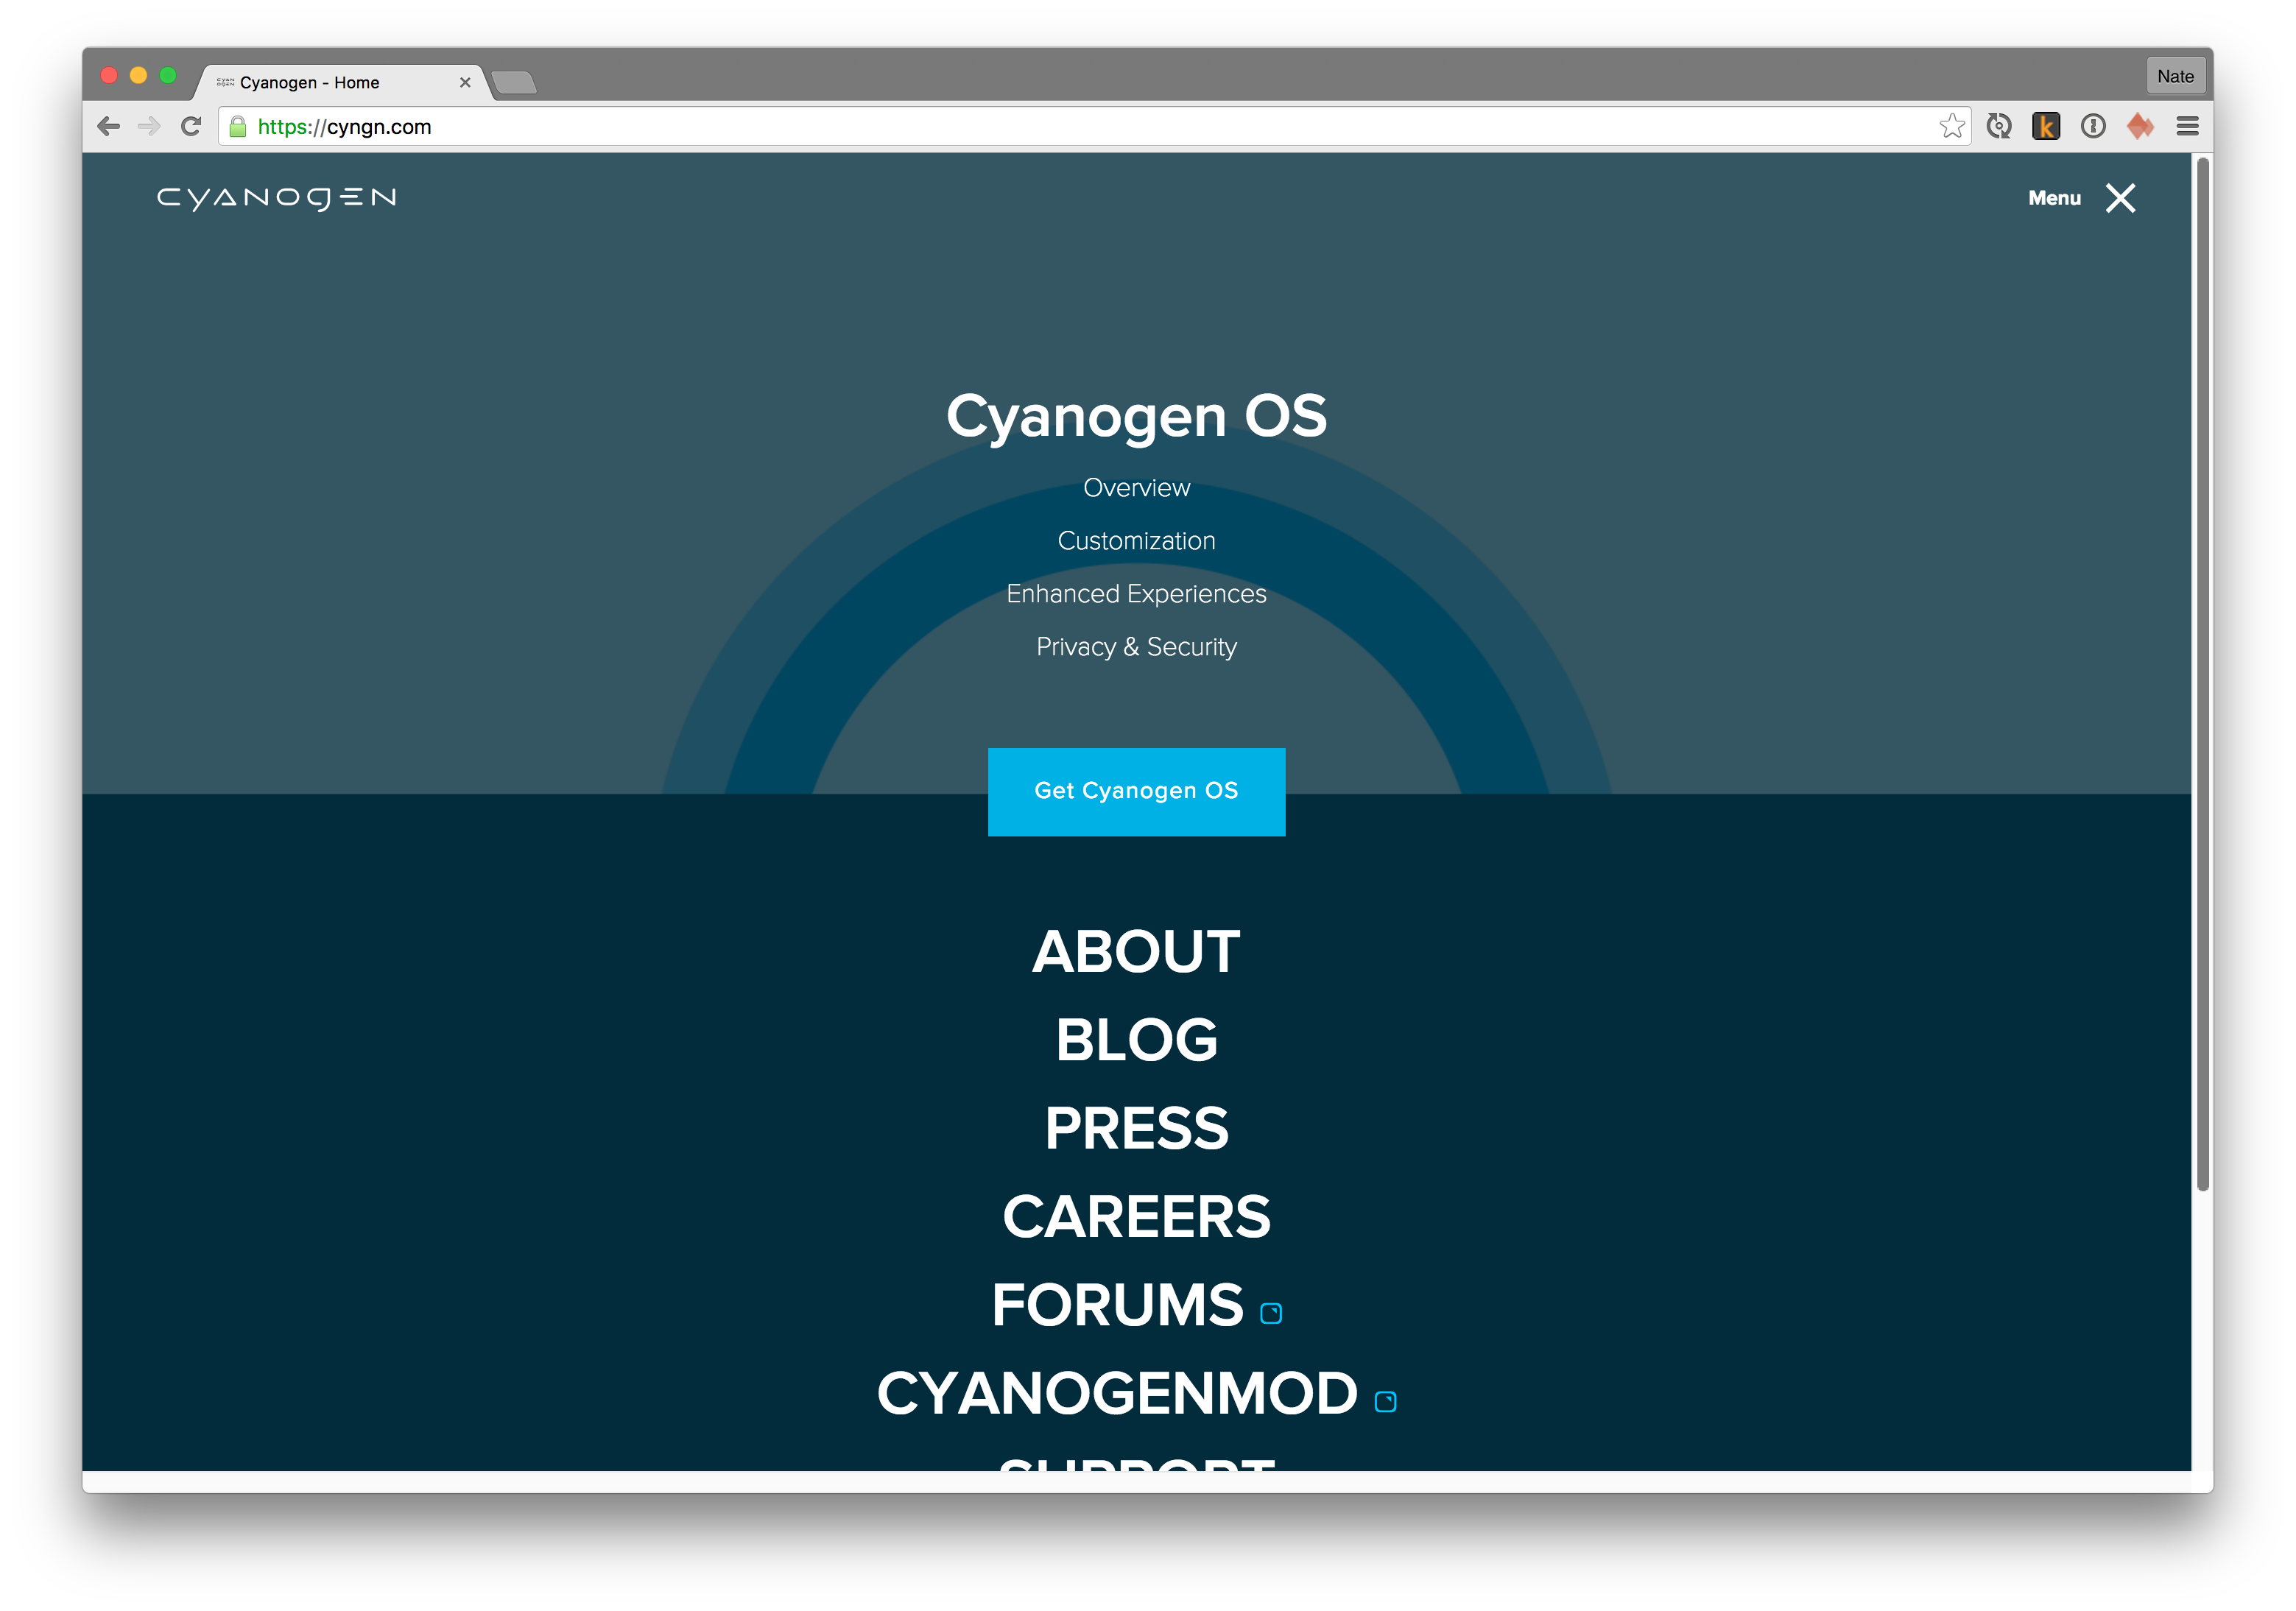 Cyanogen - Home
Nate
https://cyngn.com
CYANOGEN
Menu
Cyanogen OS
Overview
Customization
Enhanced Experiences
Privacy & Security
Get Cyanogen OS
ABOUT
BLOG
PRESS
CAREERS
FORUMS
CYANOGENMOD
SUPPORT